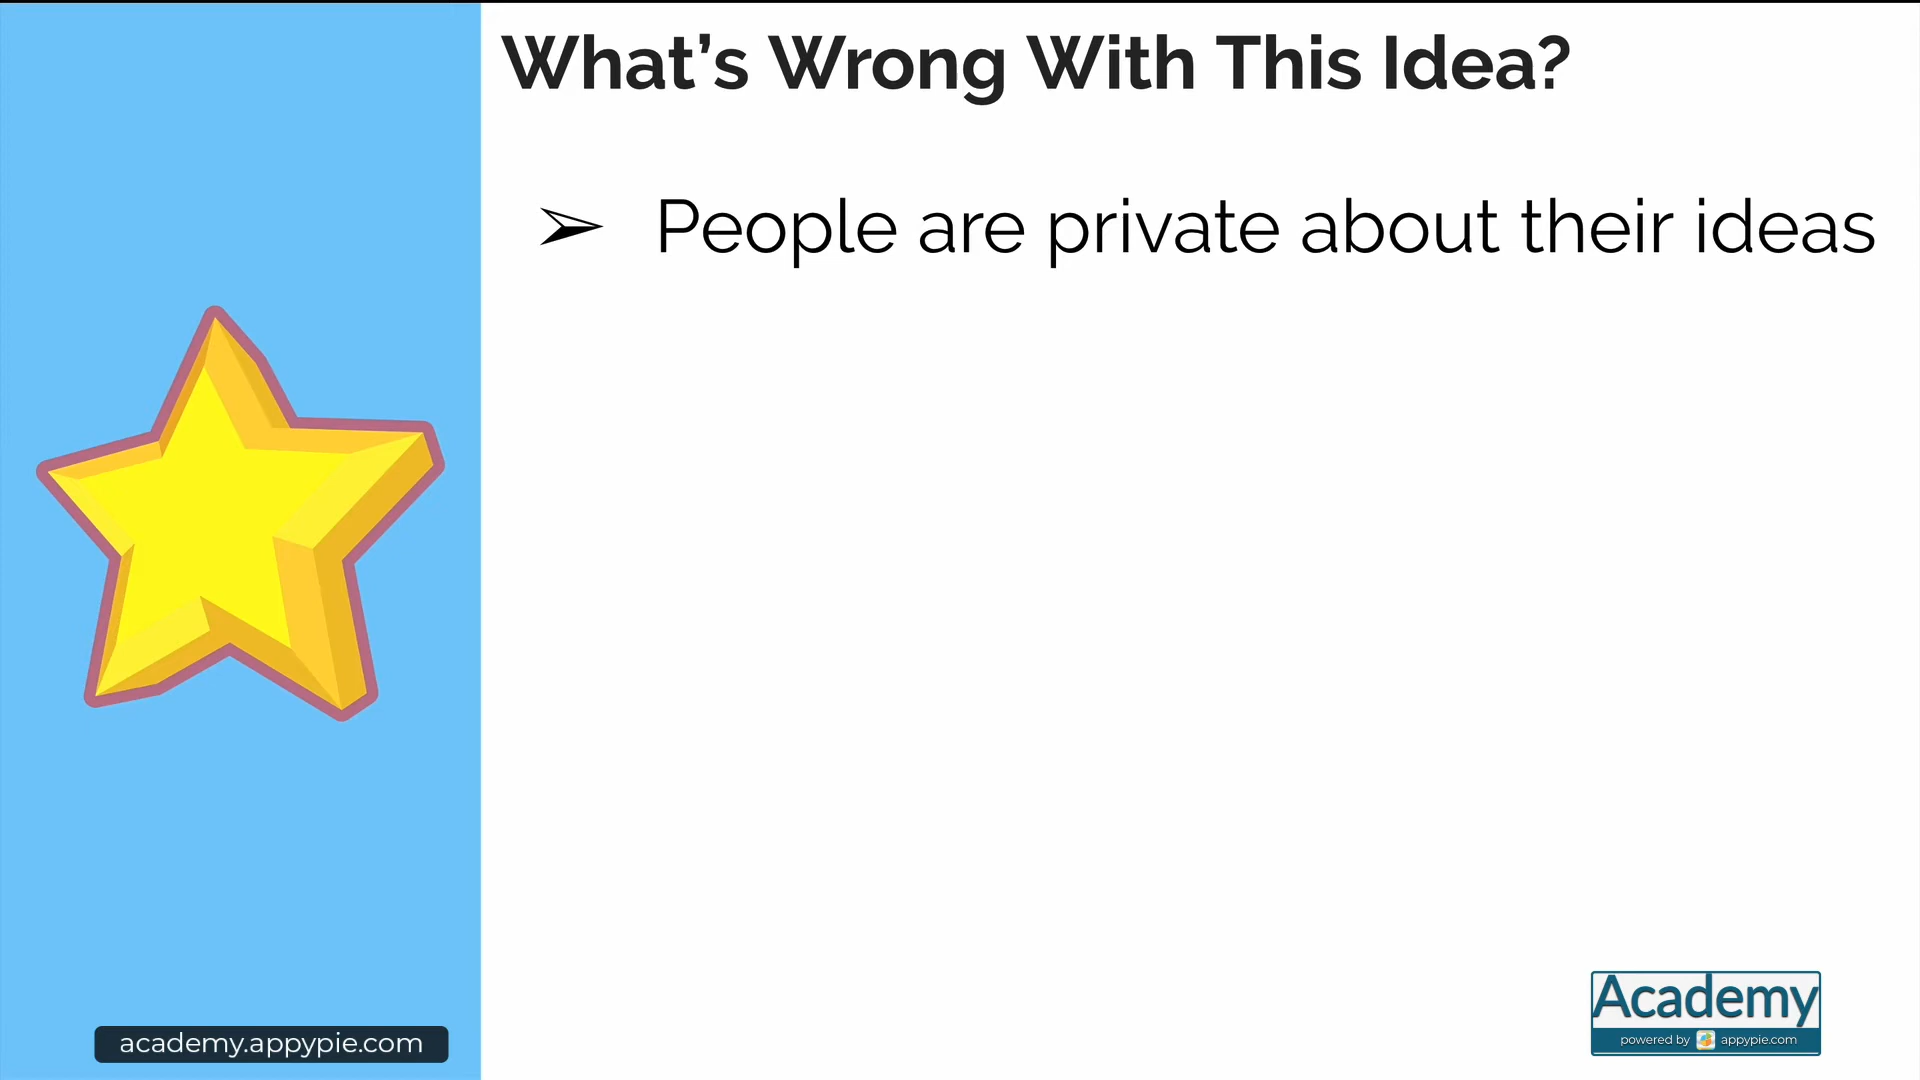 What’s Wrong With This Idea?
➢ People are private about their ideas
academy.appypie.com
Academy
powered by appypie.com